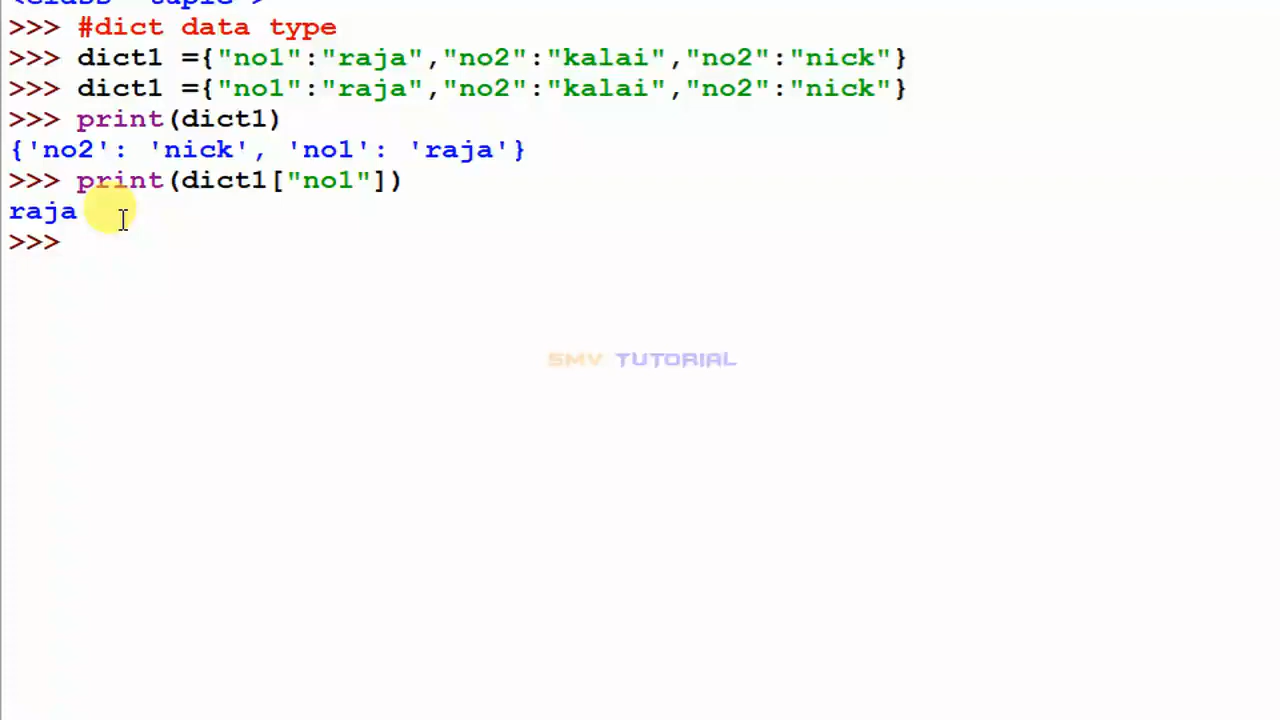 >>> #dict data type
>>> dict1 ={"no1":"raja","no2":"kalai","no2":"nick"}
>>> dict1 ={"no1":"raja","no2":"kalai","no2":"nick"}
>>> print(dict1)
{'no2': 'nick', 'no1': 'raja'}
>>> print(dict1["no1"])
raja
>>>
SMV TUTORIAL